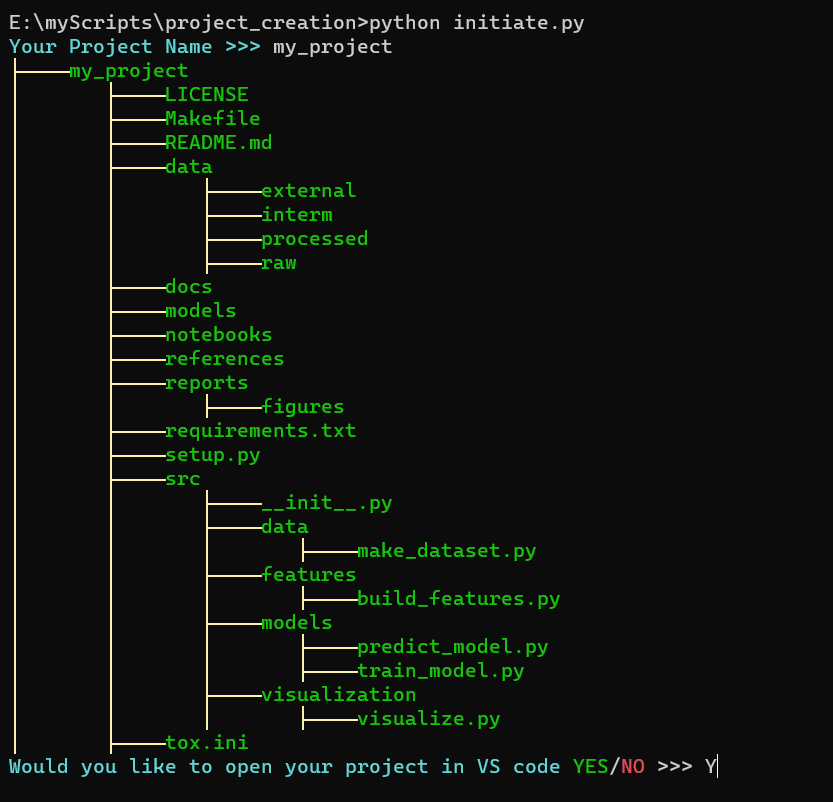 E:\myScripts\project_creation>python initiate.py
Your Project Name >>> my_project
my_project
LICENSE
Makefile
README.md
data
external
interm
processed
raw
docs
models
notebooks
references
reports
figures
requirements.txt
setup.py
src
__init__.py
data
make_dataset.py
features
build_features.py
models
predict_model.py
train_model.py
visualization
visualize.py
tox.ini
Would you like to open your project in VS code YES/NO >>> Y